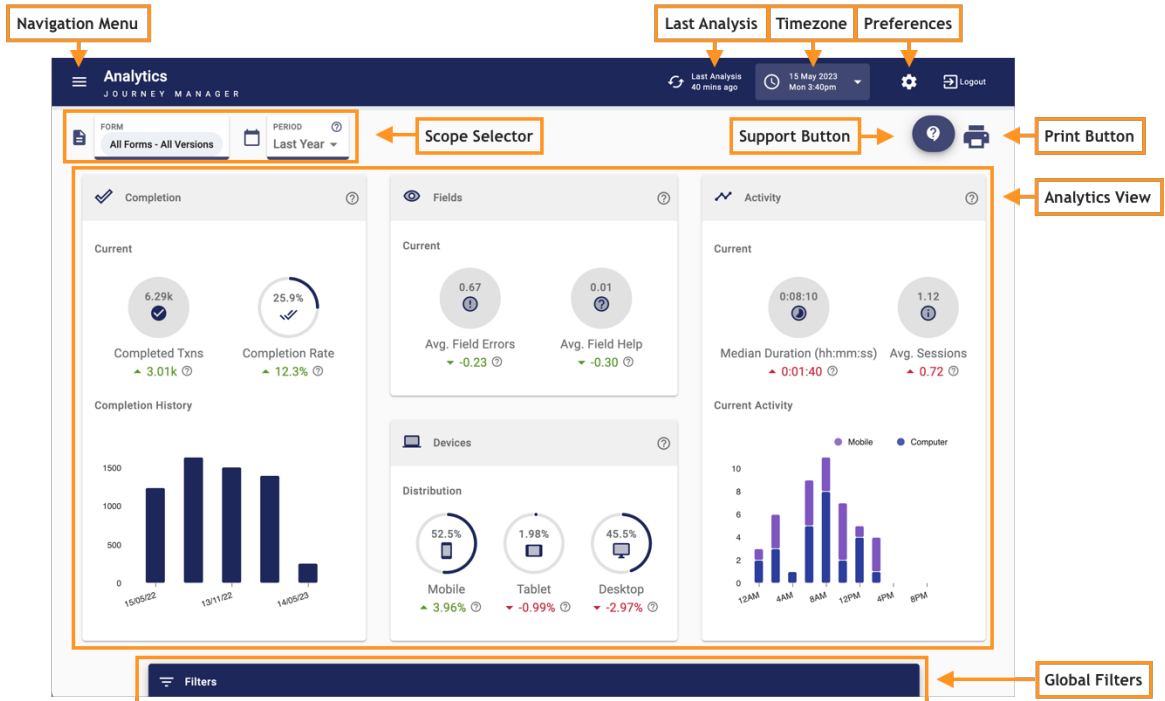 Navigation Menu
Last Analysis
Timezone
Preferences
Analytics
JOURNEY MANAGER
Last Analysis
40 mins ago
15 May 2023
Mon 3:40pm
Logout
FORM
All Forms - All Versions
PERIOD
Last Year
Scope Selector
Support Button
Print Button
Analytics View
Completion
Current
6.29k
25.9%
Completed Txns
Completion Rate
3.01k
12.3%
Completion History
1500
1000
500
0
15/05/22
13/11/22
14/05/23
Fields
Current
0.67
0.01
Avg. Field Errors
Avg. Field Help
-0.23
-0.30
Devices
Distribution
52.5%
1.98%
45.5%
Mobile
Tablet
Desktop
3.96%
-0.99%
-2.97%
Activity
Current
0:08:10
1.12
Median Duration (hh:mm:ss)
Avg. Sessions
0:01:40
0.72
Current Activity
Mobile
Computer
10
8
6
4
2
0
12AM
4AM
8AM
12PM
4PM
8PM
Filters
Global Filters